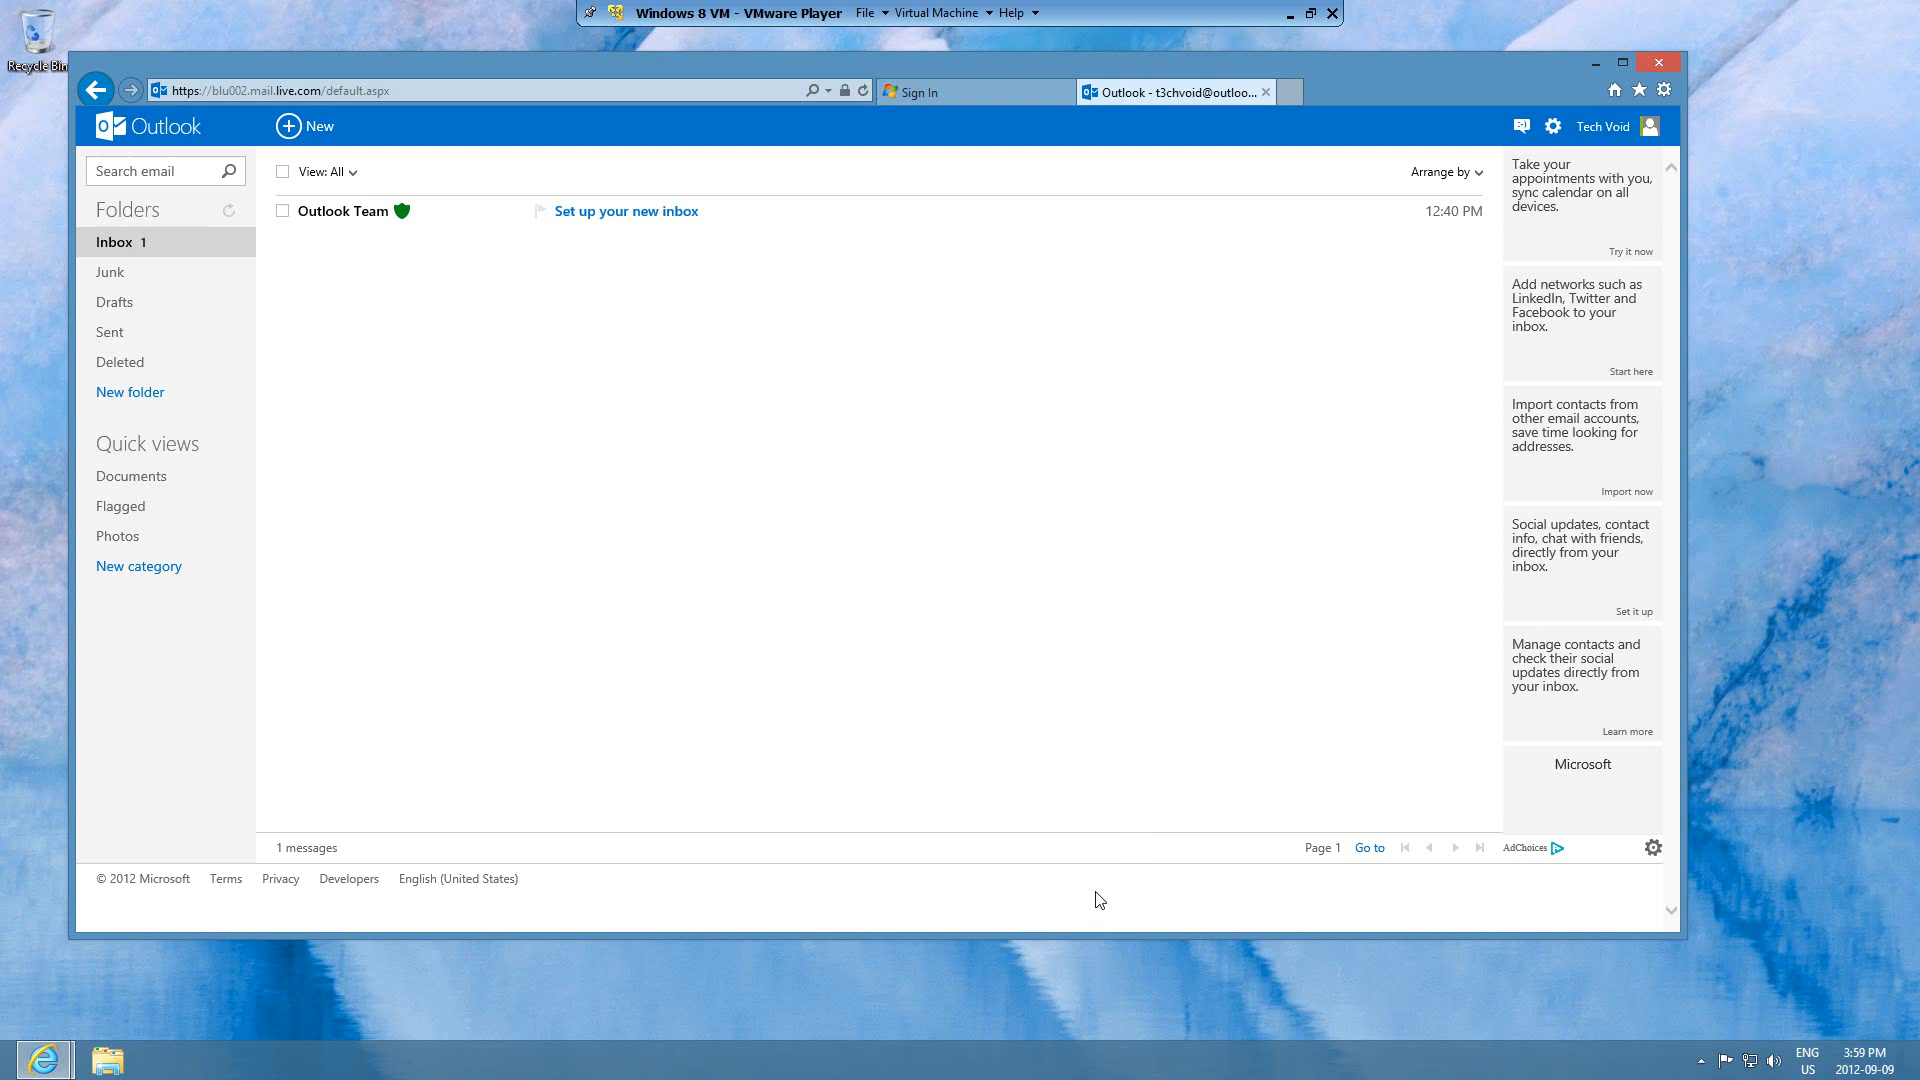 Windows 8 VM - VMware Player File Virtual Machine Help
Recycle Bin
https://blu002.mail.live.com/default.aspx
Sign In
Outlook - t3chvoid@outloo...
Outlook
New
Tech Void
Search email
Folders
Inbox 1
Junk
Drafts
Sent
Deleted
New folder
Quick views
Documents
Flagged
Photos
New category
View: All
Arrange by
Outlook Team
Set up your new inbox
12:40 PM
Take your
appointments with you,
sync calendar on all
devices.
Try it now
Add networks such as
LinkedIn, Twitter and
Facebook to your
inbox.
Start here
Import contacts from
other email accounts,
save time looking for
addresses.
Import now
Social updates, contact
info, chat with friends,
directly from your
inbox.
Set it up
Manage contacts and
check their social
updates directly from
your inbox.
Learn more
Microsoft
1 messages
Page 1 Go to
AdChoices
© 2012 Microsoft Terms Privacy Developers English (United States)
ENG
US
3:59 PM
2012-09-09